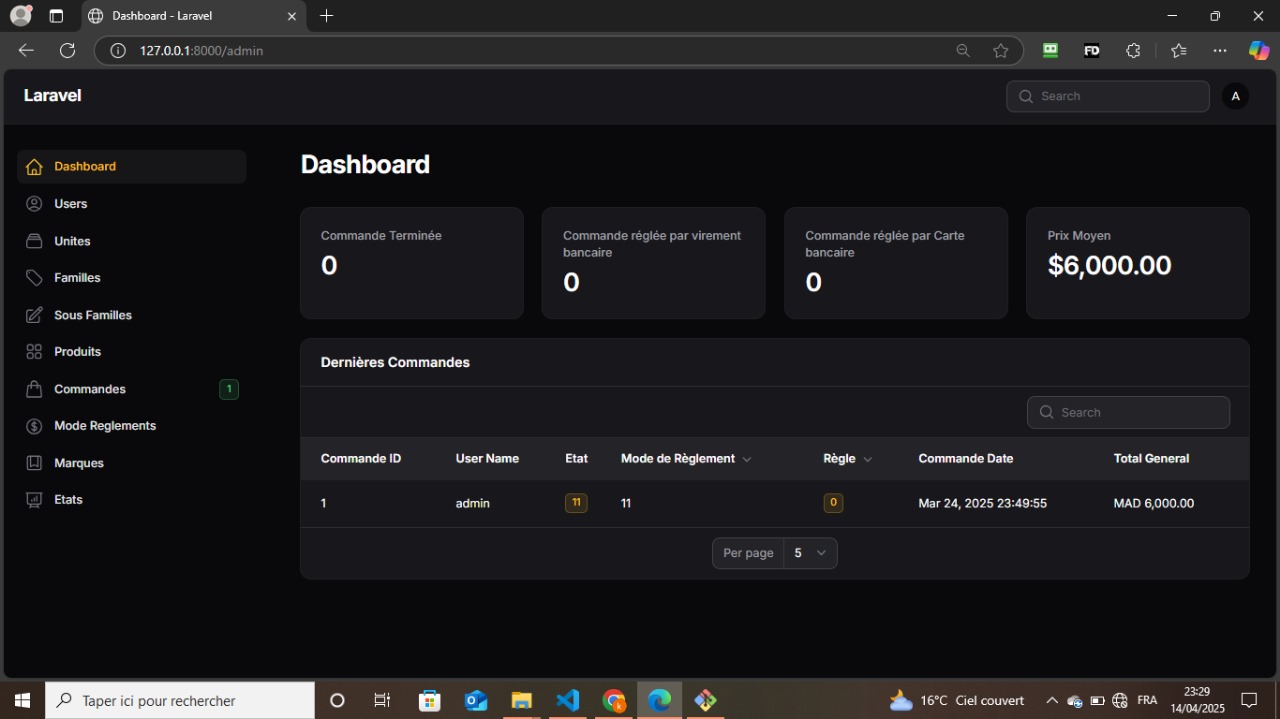 Dashboard - Laravel
127.0.0.1:8000/admin
FD
Laravel
Search
A
Dashboard
Users
Unites
Familles
Sous Familles
Produits
Commandes
1
Mode Reglements
Marques
Etats
Dashboard
Commande Terminée
0
Commande réglée par virement
bancaire
0
Commande réglée par Carte
bancaire
0
Prix Moyen
$6,000.00
Dernières Commandes
Search
Commande ID User Name Etat Mode de Règlement Règle Commande Date Total General
1 admin 11 11 0 Mar 24, 2025 23:49:55 MAD 6,000.00
Per page 5
Taper ici pour rechercher
16°C Ciel couvert
FRA
23:29
14/04/2025